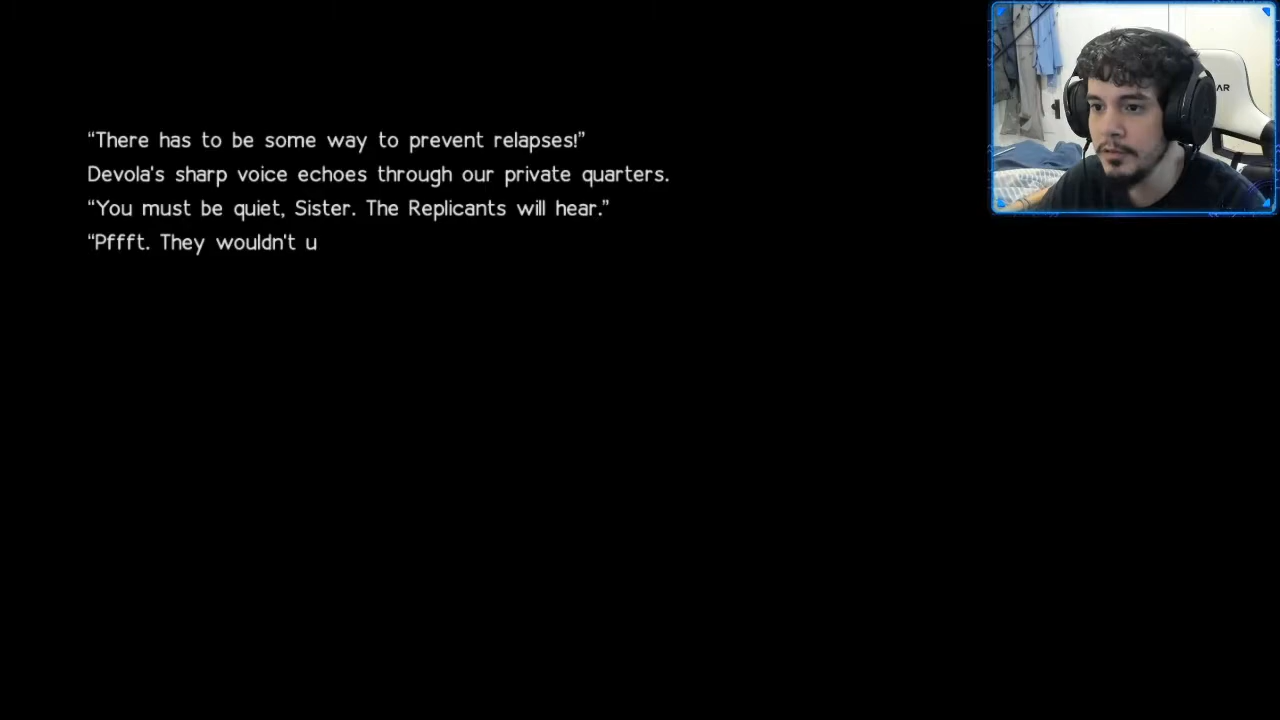 “There has to be some way to prevent relapses!”
Devola's sharp voice echoes through our private quarters.
“You must be quiet, Sister. The Replicants will hear.”
“Pffft. They wouldn't u
AR